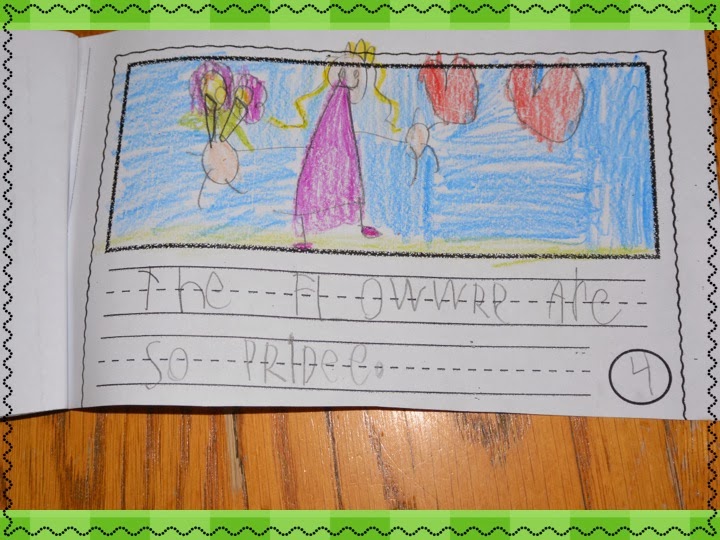 The FLOWWRE ARE
SO PRIDEE.
4